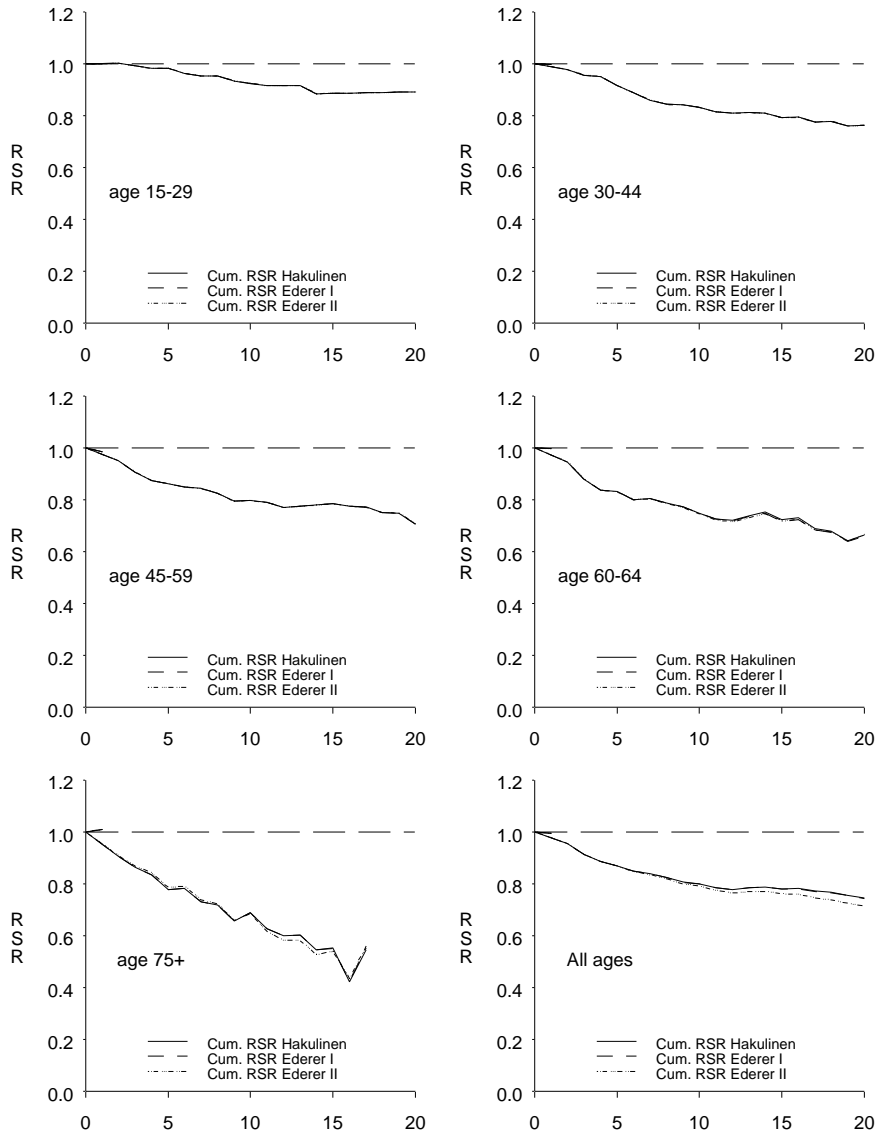 1.2
1.0
0.8
0.6
0.4
0.2
0.0
R
S
R
age 15-29
Cum. RSR Hakulinen
Cum. RSR Ederer I
Cum. RSR Ederer II
0 5 10 15 20
1.2
1.0
0.8
0.6
0.4
0.2
0.0
R
S
R
age 30-44
Cum. RSR Hakulinen
Cum. RSR Ederer I
Cum. RSR Ederer II
0 5 10 15 20
1.2
1.0
0.8
0.6
0.4
0.2
0.0
R
S
R
age 45-59
Cum. RSR Hakulinen
Cum. RSR Ederer I
Cum. RSR Ederer II
0 5 10 15 20
1.2
1.0
0.8
0.6
0.4
0.2
0.0
R
S
R
age 60-64
Cum. RSR Hakulinen
Cum. RSR Ederer I
Cum. RSR Ederer II
0 5 10 15 20
1.2
1.0
0.8
0.6
0.4
0.2
0.0
R
S
R
age 75+
Cum. RSR Hakulinen
Cum. RSR Ederer I
Cum. RSR Ederer II
0 5 10 15 20
1.2
1.0
0.8
0.6
0.4
0.2
0.0
R
S
R
All ages
Cum. RSR Hakulinen
Cum. RSR Ederer I
Cum. RSR Ederer II
0 5 10 15 20